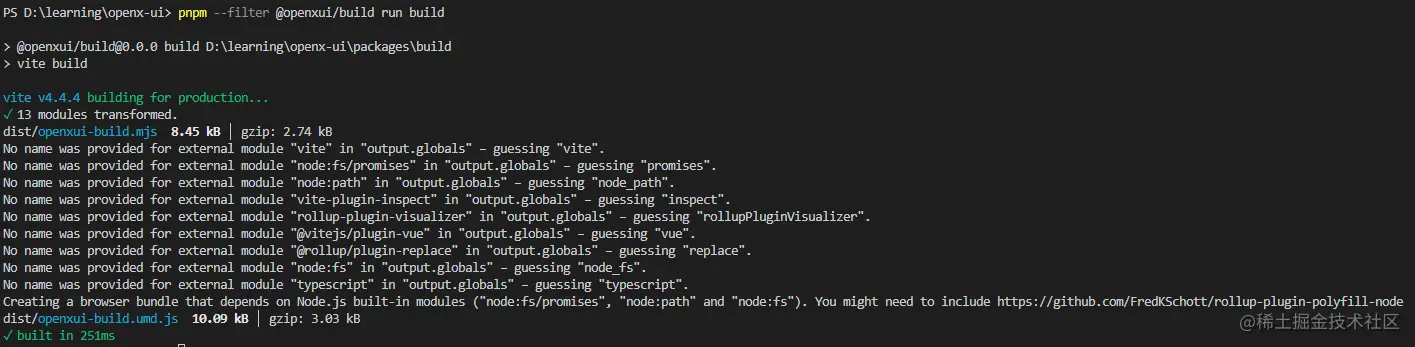 PS D:\learning\openx-ui> pnpm --filter @openxui/build run build
> @openxui/build@0.0.0 build D:\learning\openx-ui\packages\build
> vite build
vite v4.4.4 building for production...
✓ 13 modules transformed.
dist/openxui-build.mjs 8.45 kB │ gzip: 2.74 kB
No name was provided for external module "vite" in "output.globals" – guessing "vite".
No name was provided for external module "node:fs/promises" in "output.globals" – guessing "promises".
No name was provided for external module "node:path" in "output.globals" – guessing "node_path".
No name was provided for external module "vite-plugin-inspect" in "output.globals" – guessing "inspect".
No name was provided for external module "rollup-plugin-visualizer" in "output.globals" – guessing "rollupPluginVisualizer".
No name was provided for external module "@vitejs/plugin-vue" in "output.globals" – guessing "vue".
No name was provided for external module "@rollup/plugin-replace" in "output.globals" – guessing "replace".
No name was provided for external module "node:fs" in "output.globals" – guessing "node_fs".
No name was provided for external module "typescript" in "output.globals" – guessing "typescript".
Creating a browser bundle that depends on Node.js built-in modules ("node:fs/promises", "node:path" and "node:fs"). You might need to include https://github.com/FredKSchott/rollup-plugin-polyfill-node
dist/openxui-build.umd.js 10.09 kB │ gzip: 3.03 kB
✓ built in 251ms
@稀土掘金技术社区